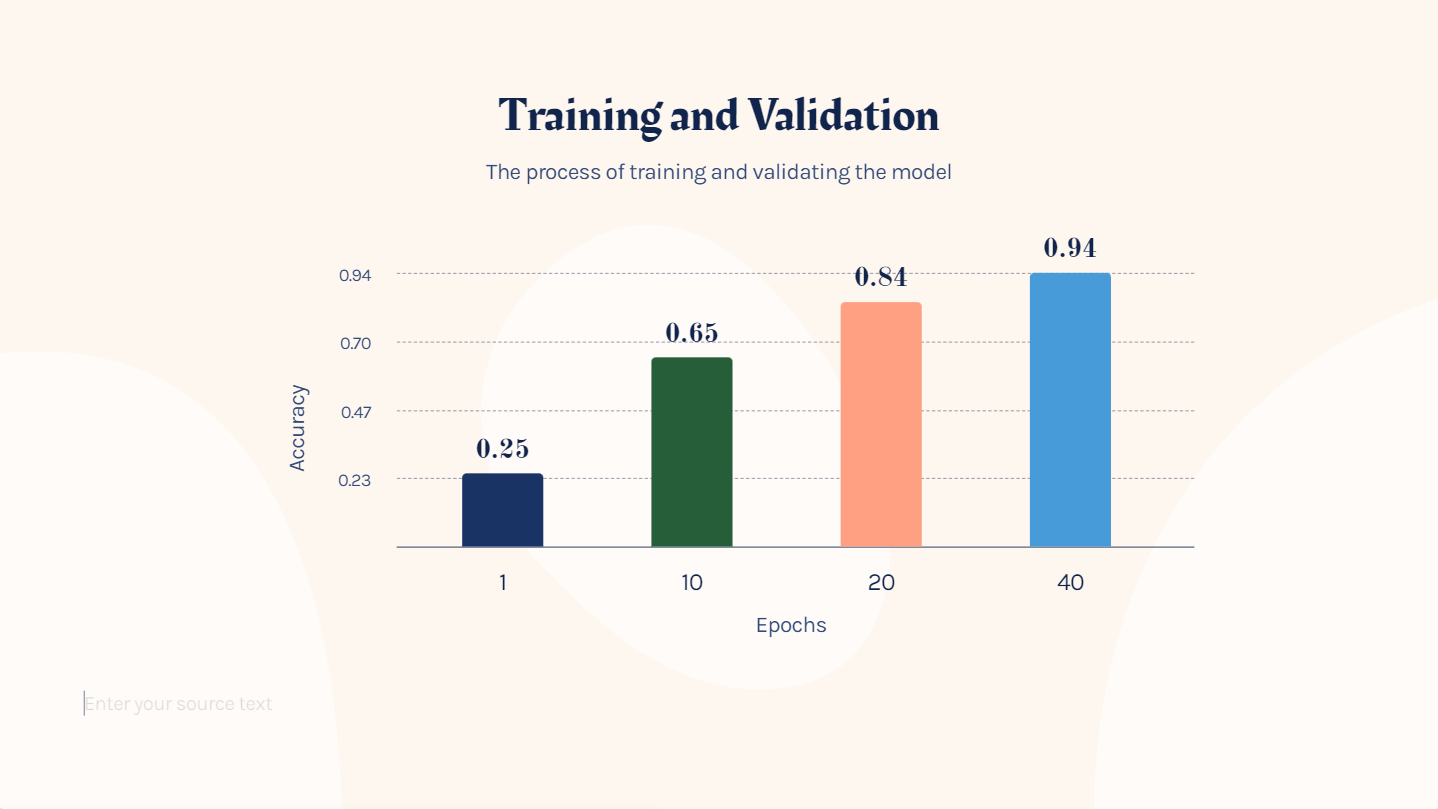 Training and Validation
The process of training and validating the model
0.94
0.84
0.94
0.65
0.70
0.47
0.25
0.23
Accuracy
1 10 20 40
Epochs
Enter your source text